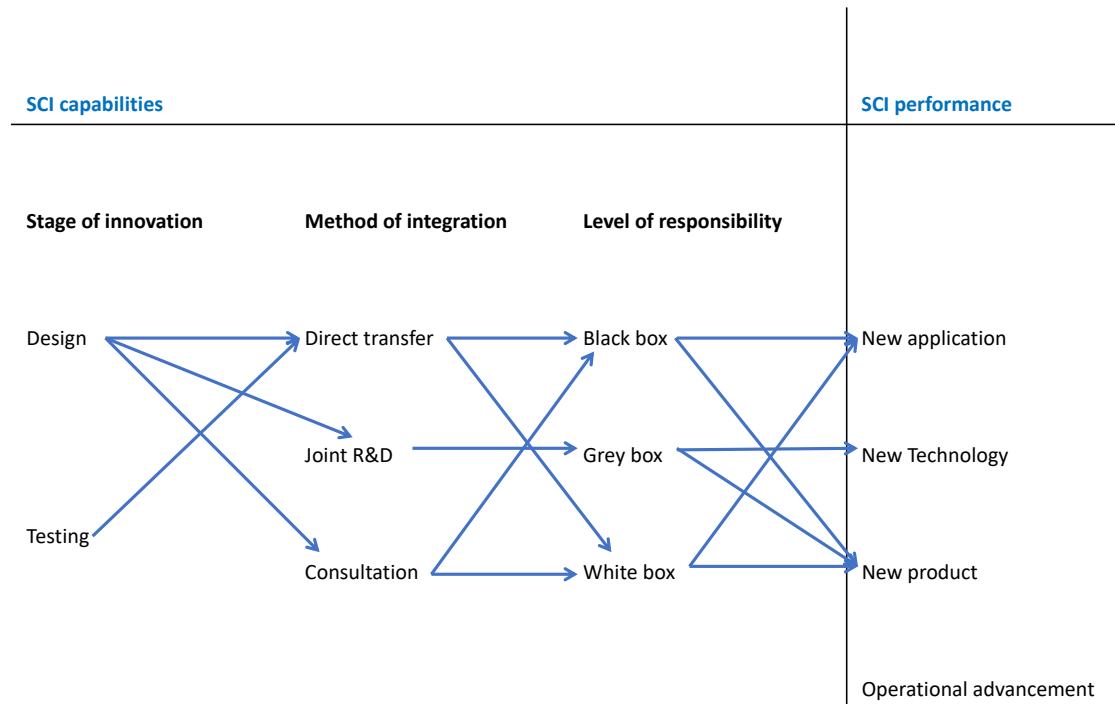 SCI capabilities
SCI performance
Stage of innovation
Method of integration
Level of responsibility
Design
Direct transfer
Black box
New application
Joint R&D
Grey box
New Technology
Testing
Consultation
White box
New product
Operational advancement